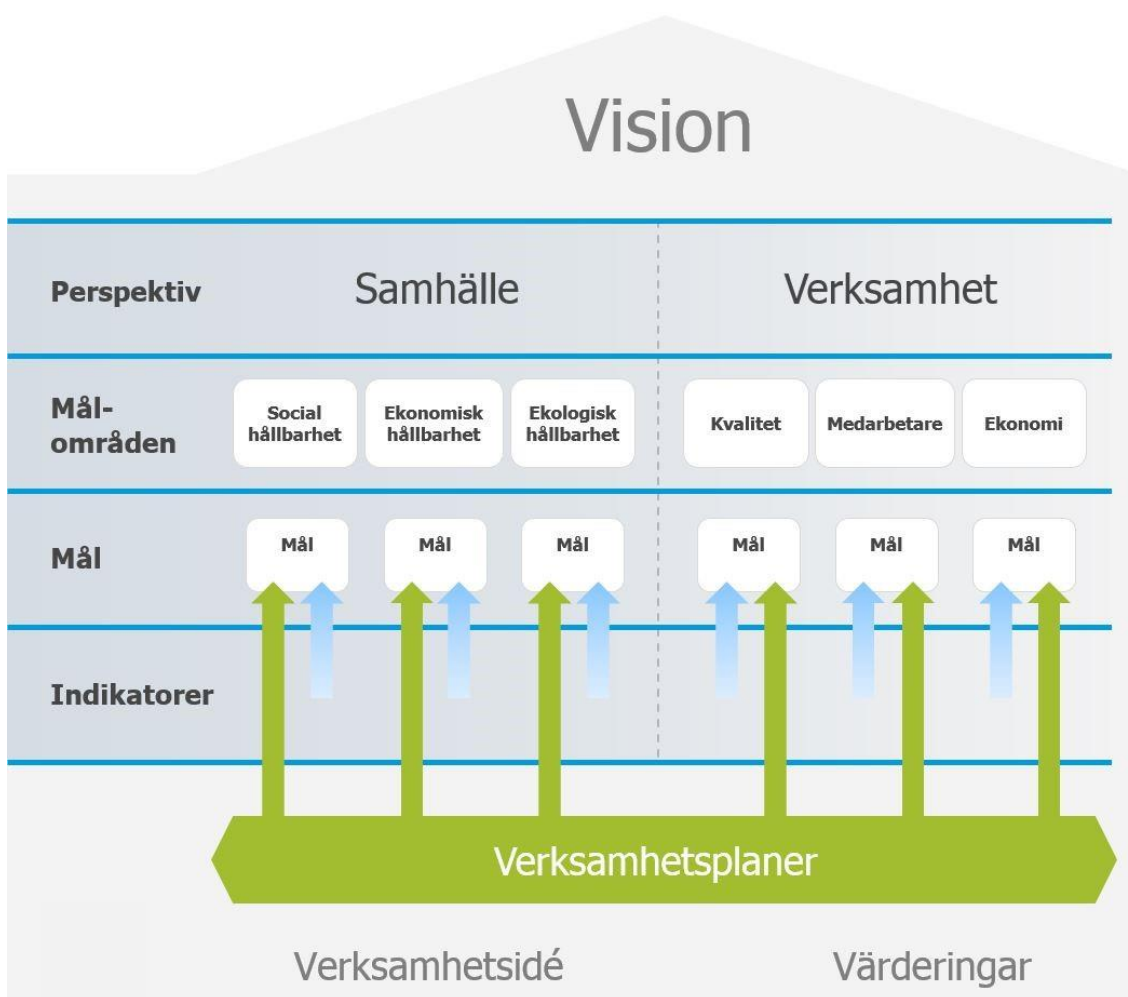 Vision
Perspektiv
Samhälle
Verksamhet
Mål-
områden
Social
hållbarhet
Ekonomisk
hållbarhet
Ekologisk
hållbarhet
Kvalitet
Medarbetare
Ekonomi
Mål
Mål
Mål
Mål
Mål
Mål
Mål
Indikatorer
Verksamhetsplaner
Verksamhetsidé
Värderingar